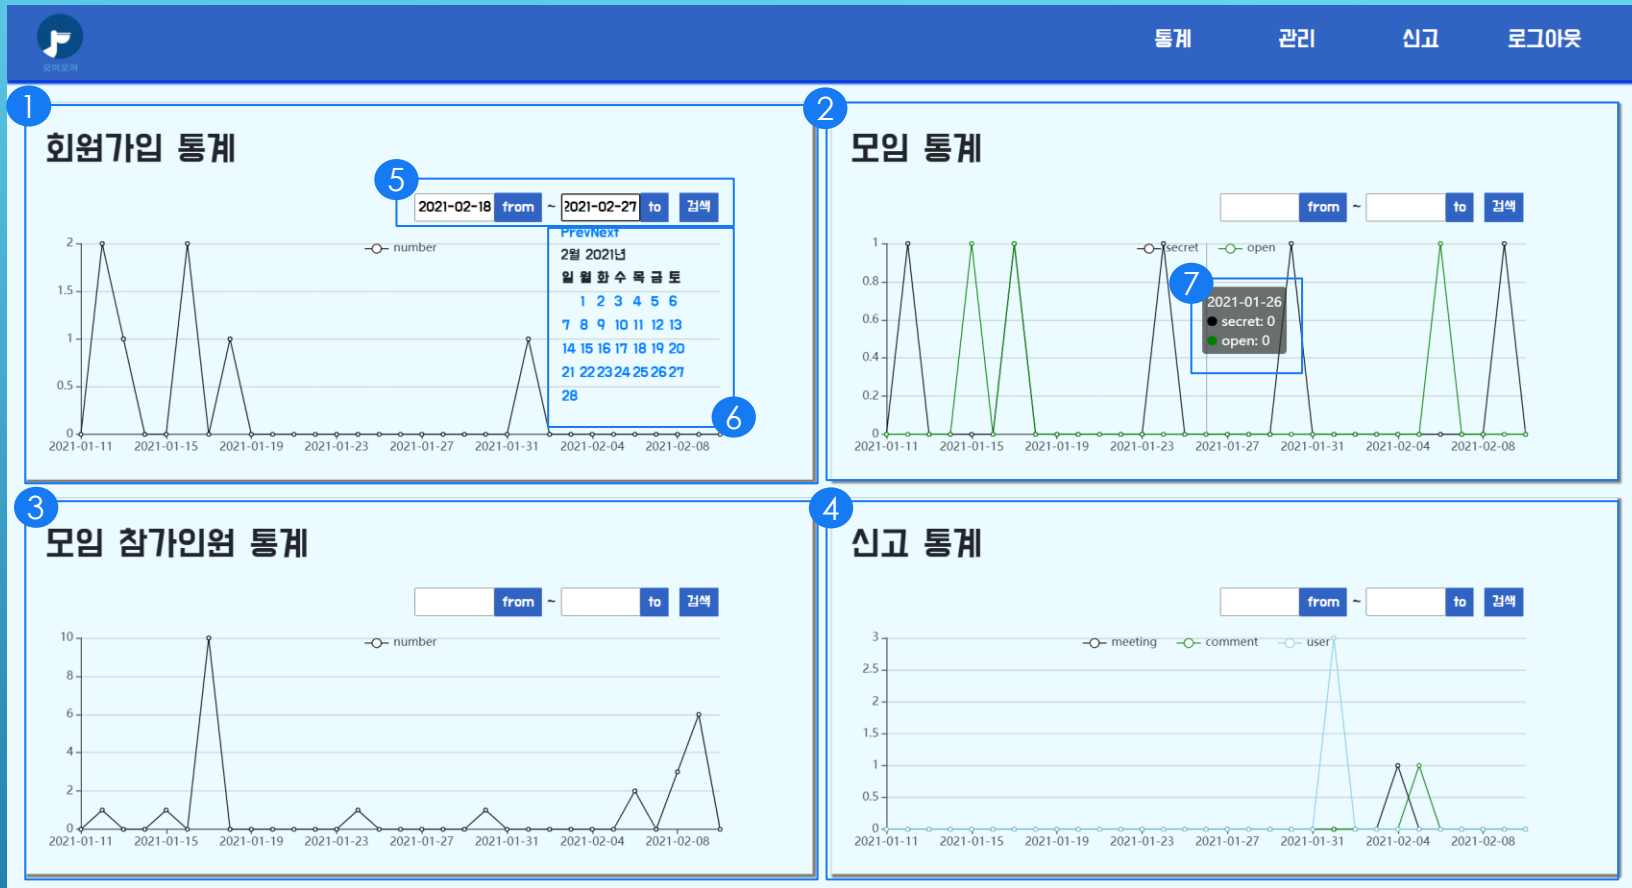 모여모여
통계 관리 신고 로그아웃
1
회원가입 통계
5
2021-02-18 from ~ 2021-02-27 to 검색
number
PrevNext
2월 2021년
일 월 화 수 목 금 토
1 2 3 4 5 6
7 8 9 10 11 12 13
14 15 16 17 18 19 20
21 22 23 24 25 26 27
28
6
2
1.5
1
0.5
0
2021-01-11 2021-01-15 2021-01-19 2021-01-23 2021-01-27 2021-01-31 2021-02-04 2021-02-08
2
모임 통계
from ~ to 검색
secret open
7
2021-01-26
secret: 0
open: 0
1
0.8
0.6
0.4
0.2
0
2021-01-11 2021-01-15 2021-01-19 2021-01-23 2021-01-27 2021-01-31 2021-02-04 2021-02-08
3
모임 참가인원 통계
from ~ to 검색
number
10
8
6
4
2
0
2021-01-11 2021-01-15 2021-01-19 2021-01-23 2021-01-27 2021-01-31 2021-02-04 2021-02-08
4
신고 통계
from ~ to 검색
meeting comment user
3
2.5
2
1.5
1
0.5
0
2021-01-11 2021-01-15 2021-01-19 2021-01-23 2021-01-27 2021-01-31 2021-02-04 2021-02-08